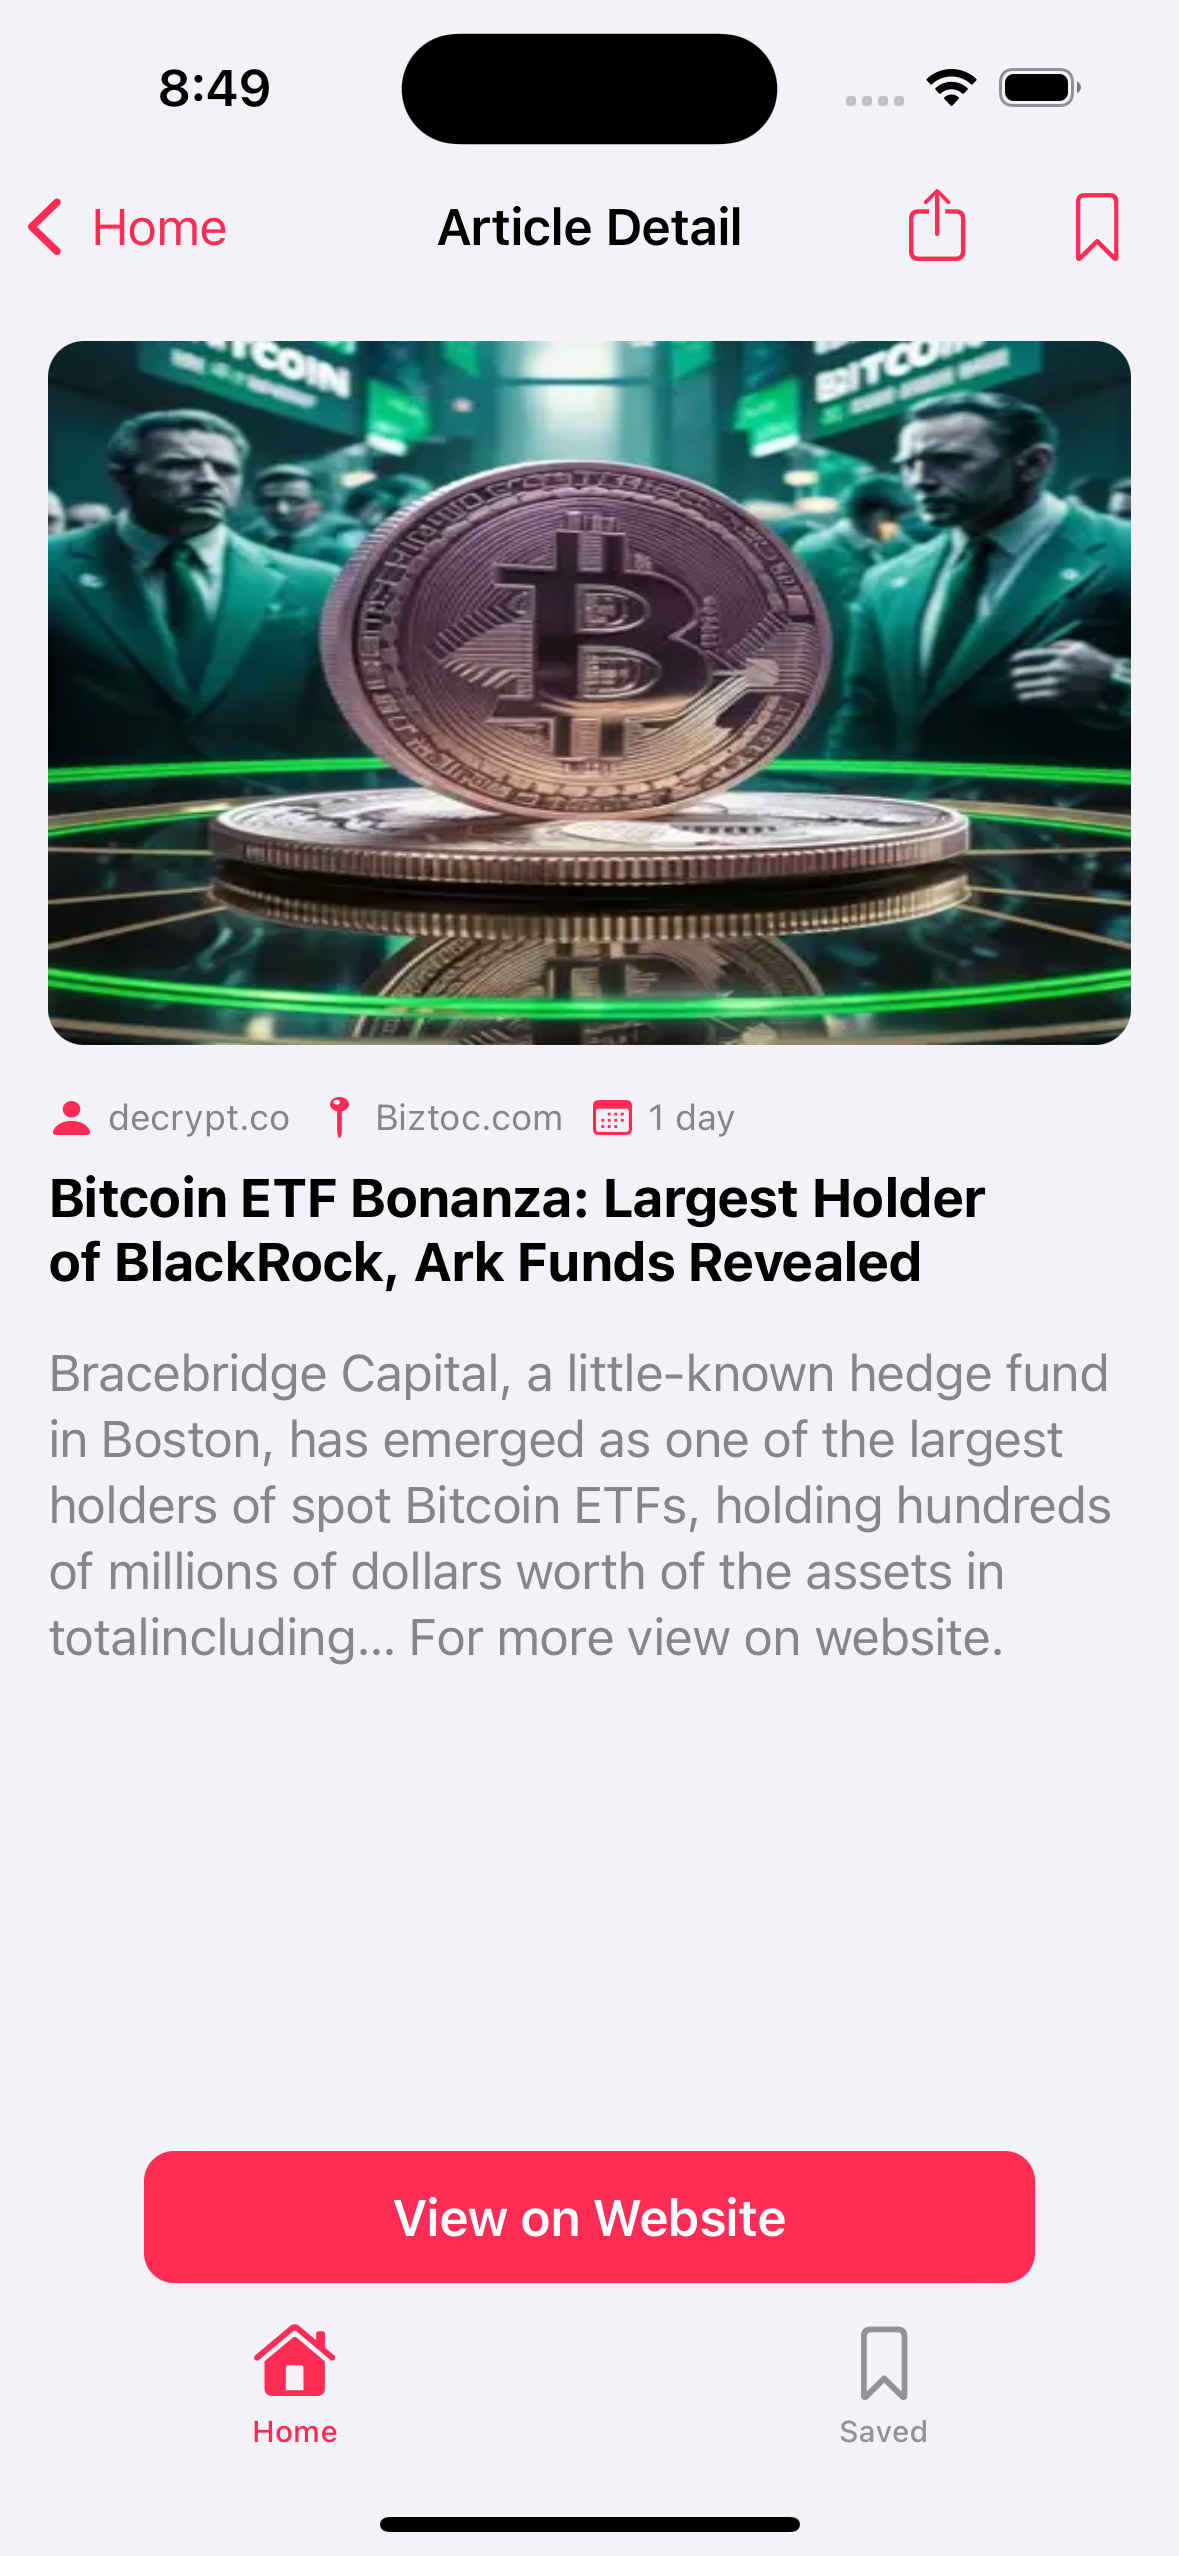 8:49
Home
Article Detail
BITCOIN
decrypt.co
Biztoc.com
1 day
Bitcoin ETF Bonanza: Largest Holder
of BlackRock, Ark Funds Revealed
Bracebridge Capital, a little-known hedge fund
in Boston, has emerged as one of the largest
holders of spot Bitcoin ETFs, holding hundreds
of millions of dollars worth of the assets in
totalincluding... For more view on website.
View on Website
Home
Saved